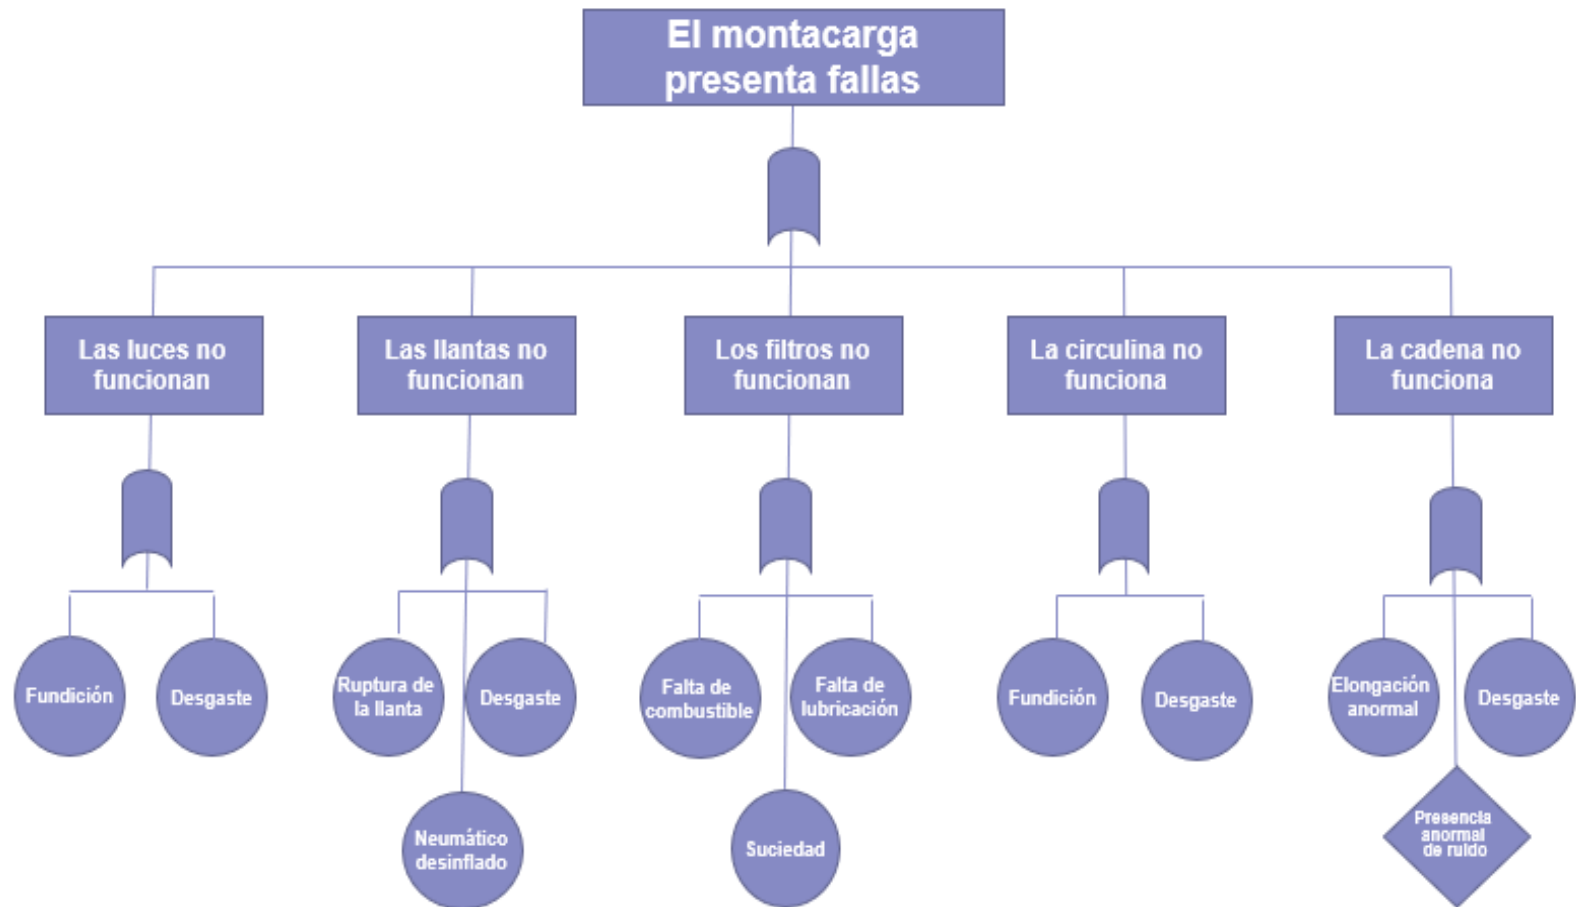 El montacarga
presenta fallas
Las luces no
funcionan
Las llantas no
funcionan
Los filtros no
funcionan
La circulina no
funciona
La cadena no
funciona
Fundición
Desgaste
Ruptura de
la llanta
Desgaste
Neumático
desinflado
Falta de
combustible
Falta de
lubricación
Suciedad
Fundición
Desgaste
Elongación
anormal
Desgaste
Presencia
anormal
de ruido